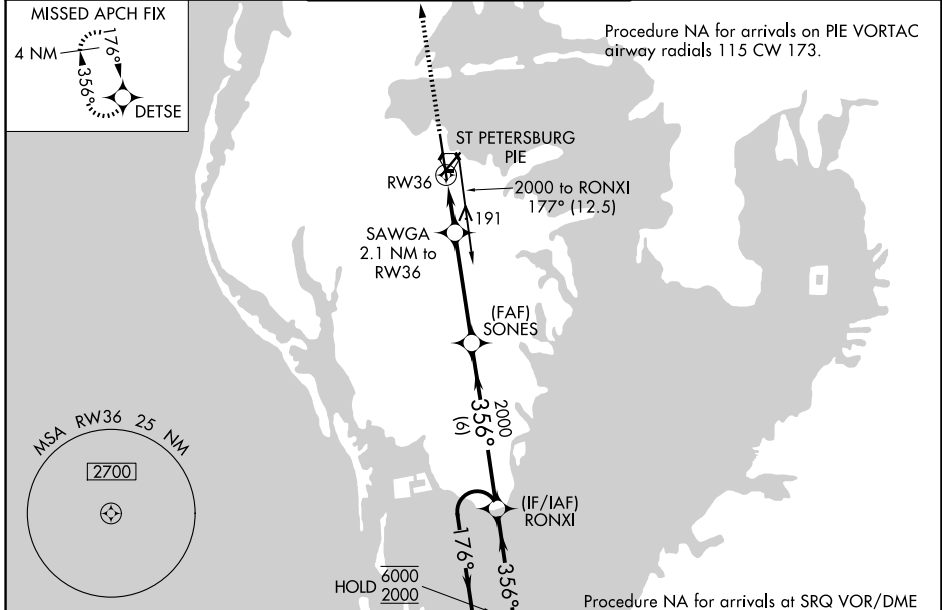 MISSED APCH FIX
4 NM
176°
356°
DETSE
Procedure NA for arrivals on PIE VORTAC
airway radials 115 CW 173.
ST PETERSBURG
PIE
RW36
2000 to RONXI
177° (12.5)
191
SAWGA
2.1 NM to
RW36
(FAF)
SONES
2000
356°
(6)
MSA RW36 25 NM
2700
(IF/IAF)
RONXI
176°
356°
HOLD
6000
2000
Procedure NA for arrivals at SRQ VOR/DME